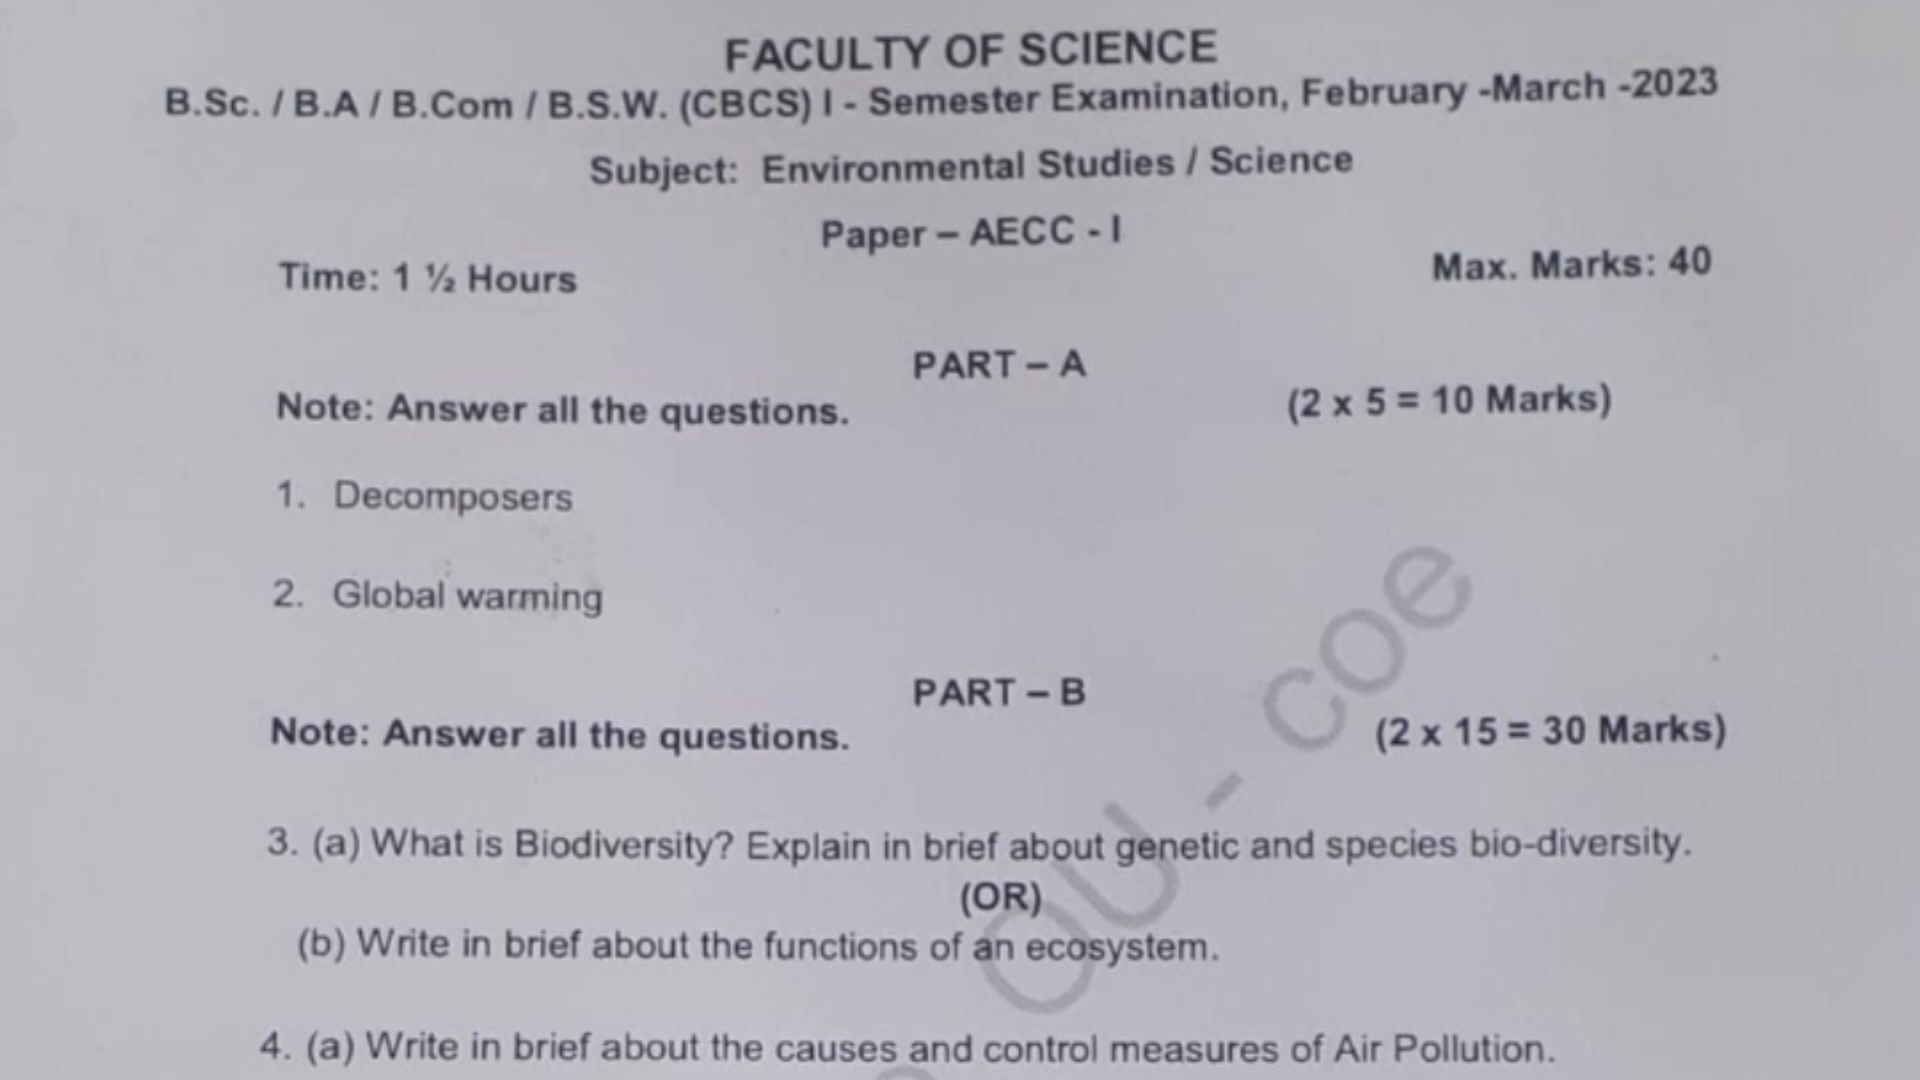 FACULTY OF SCIENCE
B.Sc. / B.A / B.Com / B.S.W. (CBCS) I - Semester Examination, February -March -2023
Subject: Environmental Studies / Science
Paper – AECC - I
Time: 1 ½ Hours
Max. Marks: 40
PART – A
Note: Answer all the questions.
(2 x 5 = 10 Marks)
1. Decomposers
2. Global warming
PART – B
Note: Answer all the questions.
(2 x 15 = 30 Marks)
3. (a) What is Biodiversity? Explain in brief about genetic and species bio-diversity.
(OR)
(b) Write in brief about the functions of an ecosystem.
4. (a) Write in brief about the causes and control measures of Air Pollution.
OU - coe